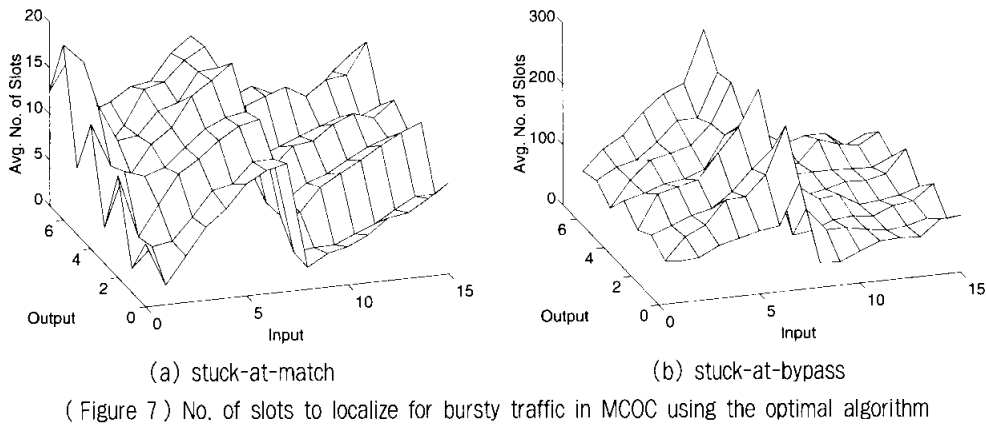 20
15
10
5
0
Avg. No. of Slots
6
4
2
0
Output
0
5
10
15
Input
(a) stuck-at-match
300
200
100
0
Avg. No. of Slots
6
4
2
0
Output
0
5
10
15
Input
(b) stuck-at-bypass
( Figure 7 ) No. of slots to localize for bursty traffic in MCOC using the optimal algorithm